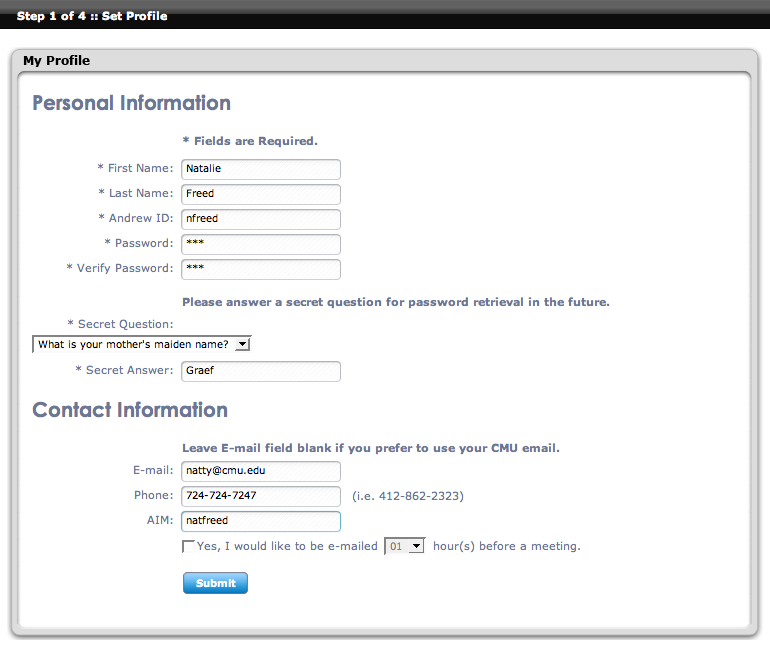 Step 1 of 4 :: Set Profile
My Profile
Personal Information
* Fields are Required.
* First Name: Natalie
* Last Name: Freed
* Andrew ID: nfreed
* Password: ***
* Verify Password: ***
Please answer a secret question for password retrieval in the future.
* Secret Question:
What is your mother's maiden name?
* Secret Answer: Graef
Contact Information
Leave E-mail field blank if you prefer to use your CMU email.
E-mail: natty@cmu.edu
Phone: 724-724-7247 (i.e. 412-862-2323)
AIM: natfreed
Yes, I would like to be e-mailed 01 hour(s) before a meeting.
Submit